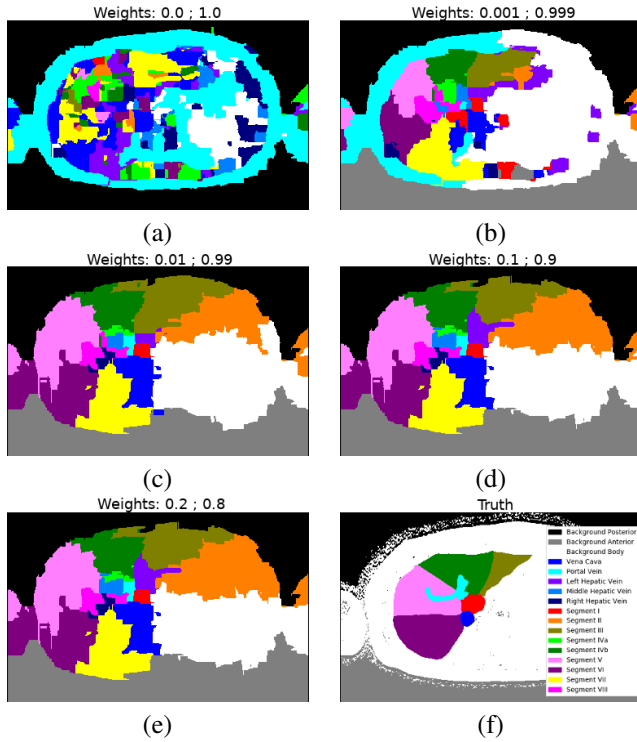 Weights: 0.0 ; 1.0
Weights: 0.001 ; 0.999
(a)
(b)
Weights: 0.01 ; 0.99
Weights: 0.1 ; 0.9
(c)
(d)
Weights: 0.2 ; 0.8
Truth
Background Posterior
Background Anterior
Background Body
Vena Cava
Portal Vein
Left Hepatic Vein
Middle Hepatic Vein
Right Hepatic Vein
Segment I
Segment II
Segment III
Segment IVa
Segment IVb
Segment V
Segment VI
Segment VII
Segment VIII
(e)
(f)